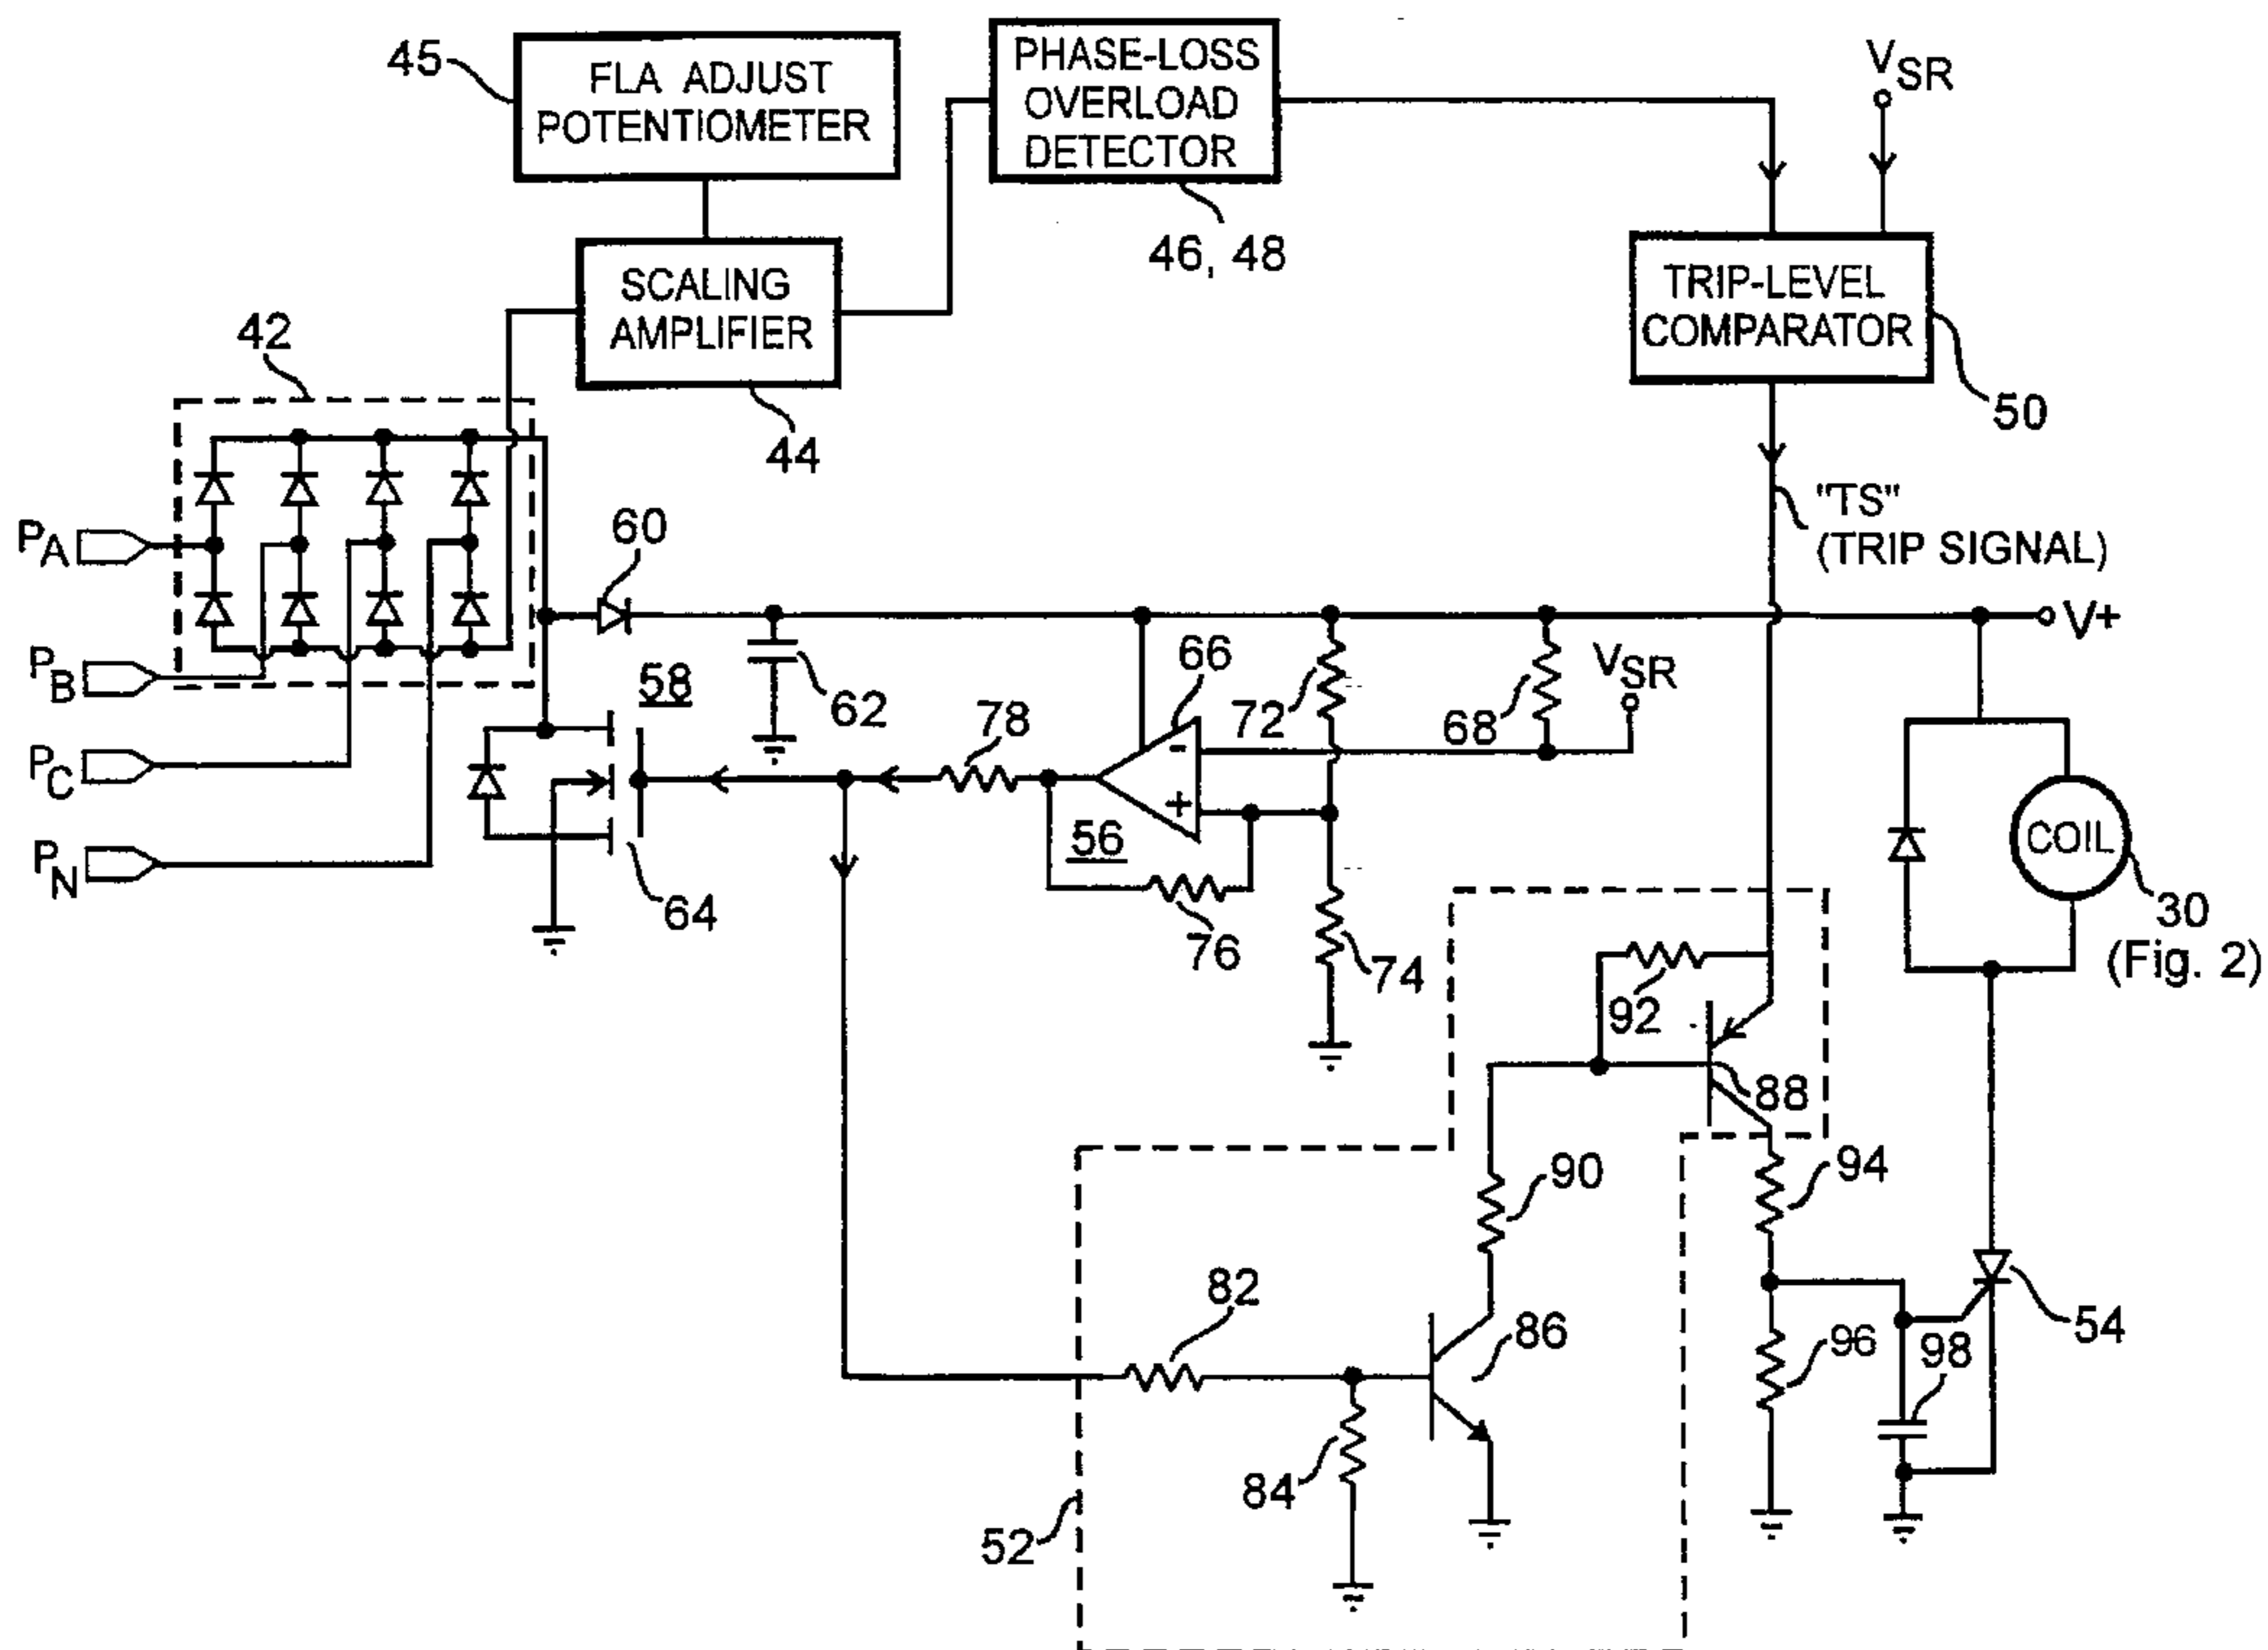 45
FLA ADJUST
POTENTIOMETER
PHASE-LOSS
OVERLOAD
DETECTOR
46, 48
VSR
SCALING
AMPLIFIER
44
TRIP-LEVEL
COMPARATOR
50
42
"TS"
(TRIP SIGNAL)
PA
PB
PC
PN
60
V+
58
62
66
72
68
VSR
78
-
+
56
76
74
64
COIL
30
(Fig. 2)
92
88
90
94
82
86
84
96
98
54
52